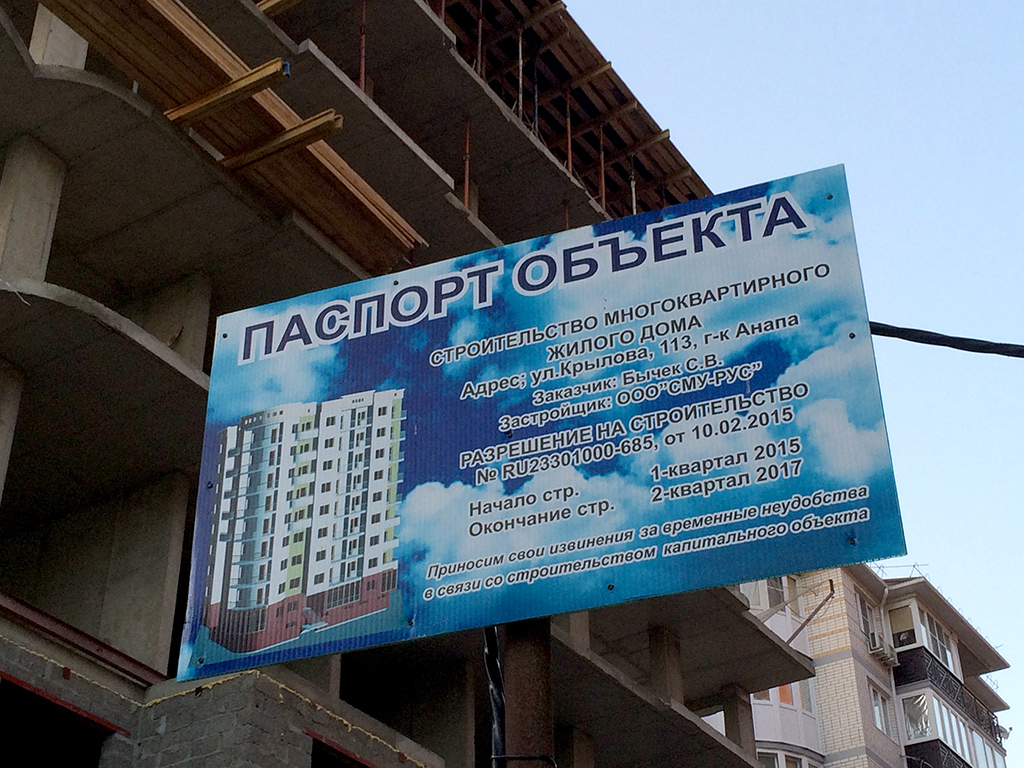 ПАСПОРТ ОБЪЕКТА
СТРОИТЕЛЬСТВО МНОГОКВАРТИРНОГО
ЖИЛОГО ДОМА
Адрес; ул.Крылова, 113, г-к Анапа
Заказчик: Бычек С.В.
Застройщик: ООО"СМУ-РУС"
РАЗРЕШЕНИЕ НА СТРОИТЕЛЬСТВО
№ RU23301000-685, от 10.02.2015
Начало стр. 1-квартал 2015
Окончание стр. 2-квартал 2017
Приносим свои извинения за временные неудобства
в связи со строительством капитального объекта